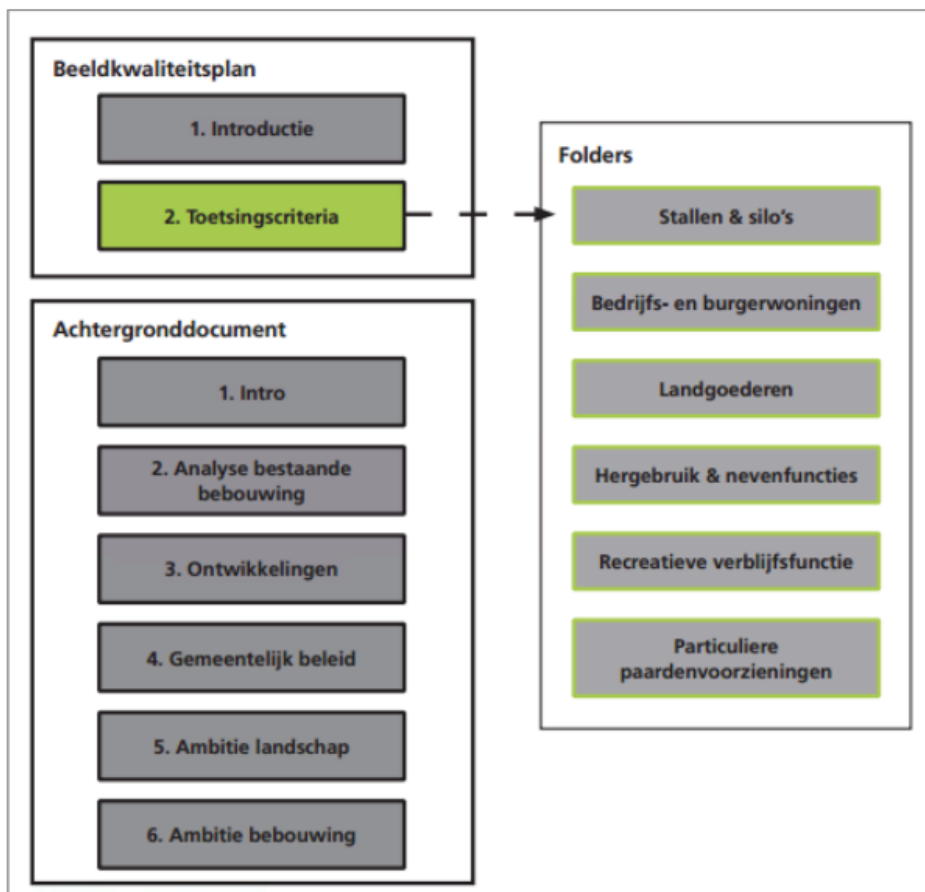 Beeldkwaliteitsplan
1. Introductie
2. Toetsingscriteria
Achtergronddocument
1. Intro
2. Analyse bestaande
bebouwing
3. Ontwikkelingen
4. Gemeentelijk beleid
5. Ambitie landschap
6. Ambitie bebouwing
Folders
Stallen & silo's
Bedrijfs- en burgerwoningen
Landgoederen
Hergebruik & nevenfuncties
Recreatieve verblijfsfunctie
Particuliere
paardenvoorzieningen